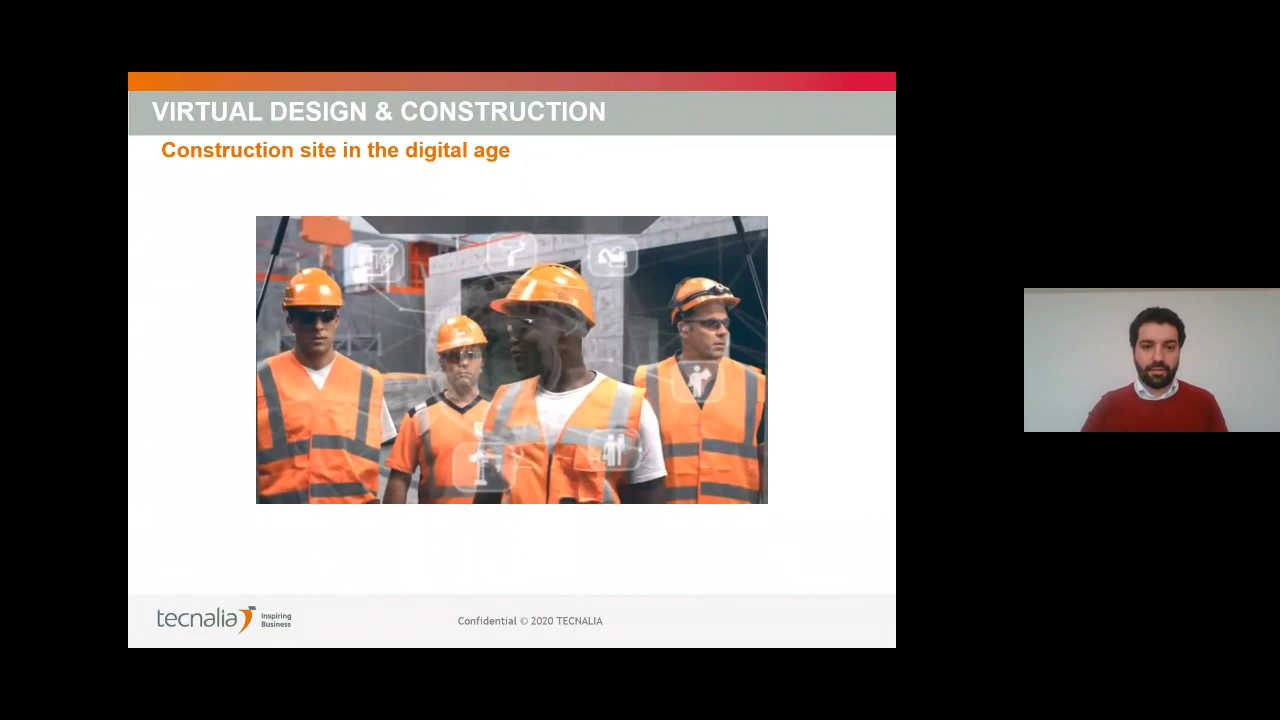 VIRTUAL DESIGN & CONSTRUCTION
Construction site in the digital age
tecnalia
Inspiring
Business
Confidential © 2020 TECNALIA